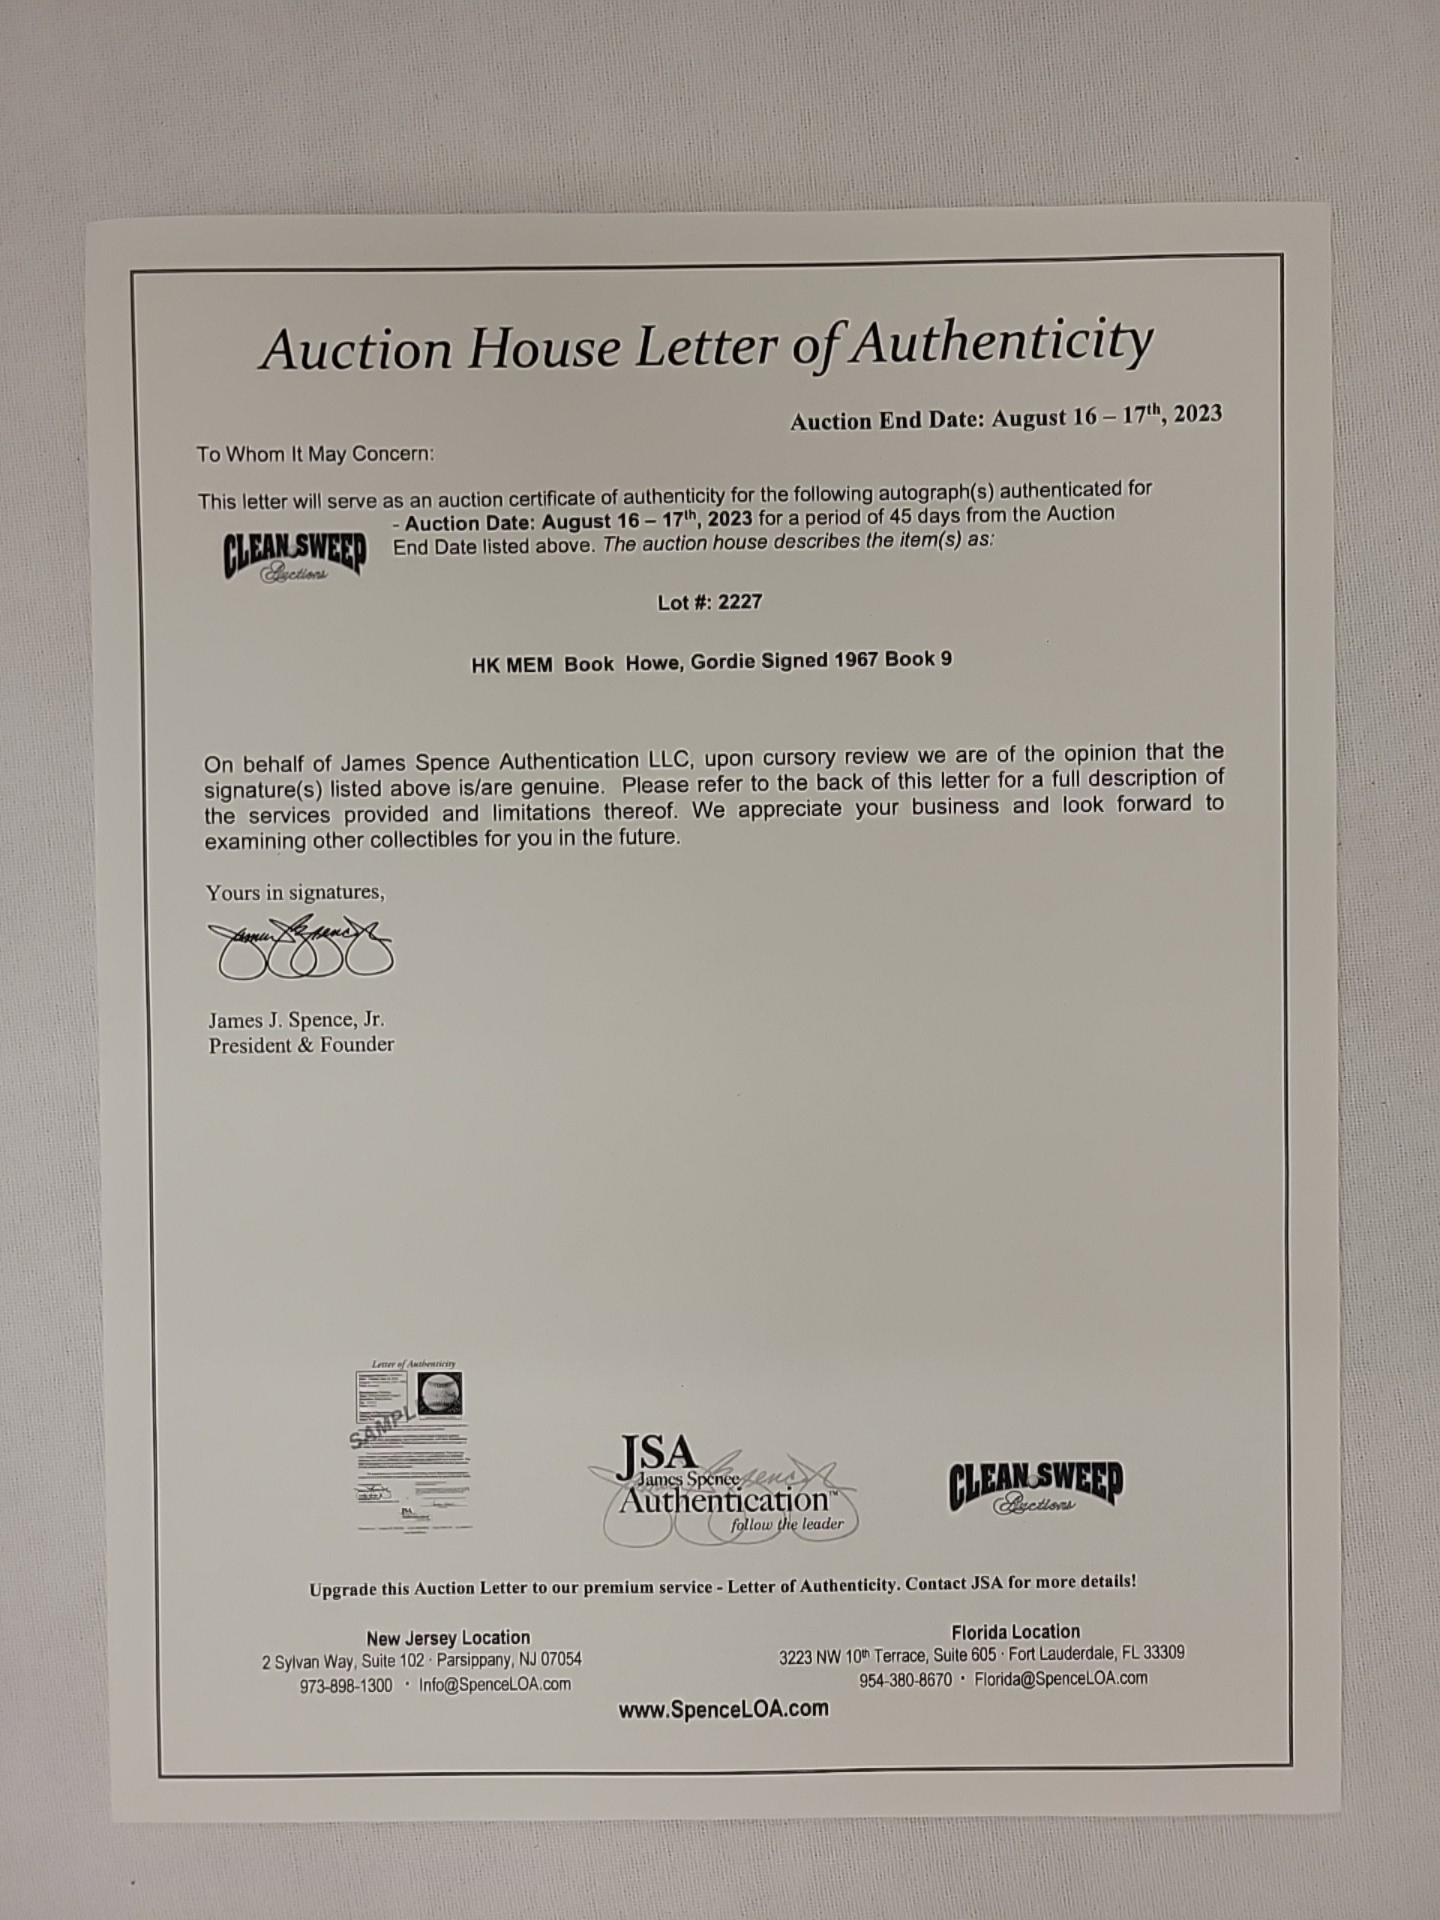 Auction House Letter of Authenticity
Auction End Date: August 16 – 17th, 2023
To Whom It May Concern:
This letter will serve as an auction certificate of authenticity for the following autograph(s) authenticated for
CLEAN SWEEP Auctions - Auction Date: August 16 – 17th, 2023 for a period of 45 days from the Auction
End Date listed above. The auction house describes the item(s) as:
Lot #: 2227
HK MEM Book Howe, Gordie Signed 1967 Book 9
On behalf of James Spence Authentication LLC, upon cursory review we are of the opinion that the
signature(s) listed above is/are genuine. Please refer to the back of this letter for a full description of
the services provided and limitations thereof. We appreciate your business and look forward to
examining other collectibles for you in the future.
Yours in signatures,
James J. Spence, Jr.
President & Founder
Letter of Authenticity
SAMPL
JSA
James Spence
Authentication™
follow the leader
CLEAN SWEEP
Auctions
Upgrade this Auction Letter to our premium service - Letter of Authenticity. Contact JSA for more details!
New Jersey Location
2 Sylvan Way, Suite 102 · Parsippany, NJ 07054
973-898-1300 · Info@SpenceLOA.com
Florida Location
3223 NW 10th Terrace, Suite 605 · Fort Lauderdale, FL 33309
954-380-8670 · Florida@SpenceLOA.com
www.SpenceLOA.com